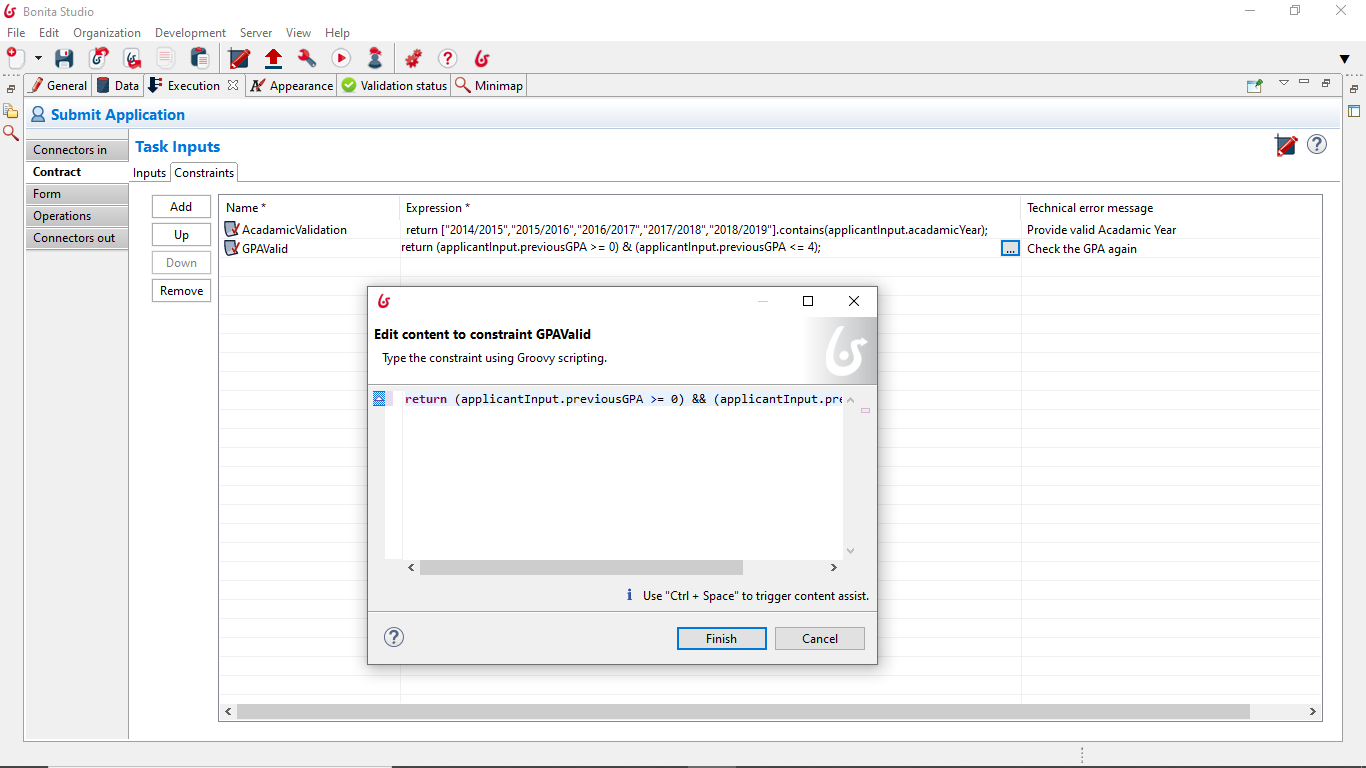 Bonita Studio
File Edit Organization Development Server View Help
General Data Execution Appearance Validation status Minimap
Submit Application
Connectors in
Contract
Form
Operations
Connectors out
Task Inputs
Inputs Constraints
Add
Up
Down
Remove
Name * Expression * Technical error message
AcadamicValidation return ["2014/2015","2015/2016","2016/2017","2017/2018","2018/2019"].contains(applicantInput.acadamicYear); Provide valid Acadamic Year
GPAValid return (applicantInput.previousGPA >= 0) & (applicantInput.previousGPA <= 4); ... Check the GPA again
Edit content to constraint GPAValid
Type the constraint using Groovy scripting.
return (applicantInput.previousGPA >= 0) && (applicantInput.pre
Use "Ctrl + Space" to trigger content assist.
Finish Cancel